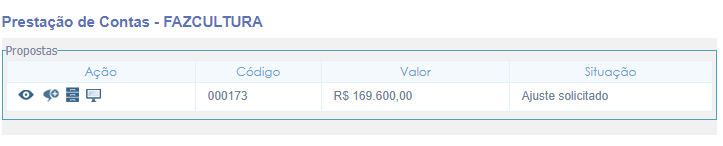 Prestação de Contas - FAZCULTURA
Propostas
Ação Código Valor Situação
000173 R$ 169.600,00 Ajuste solicitado